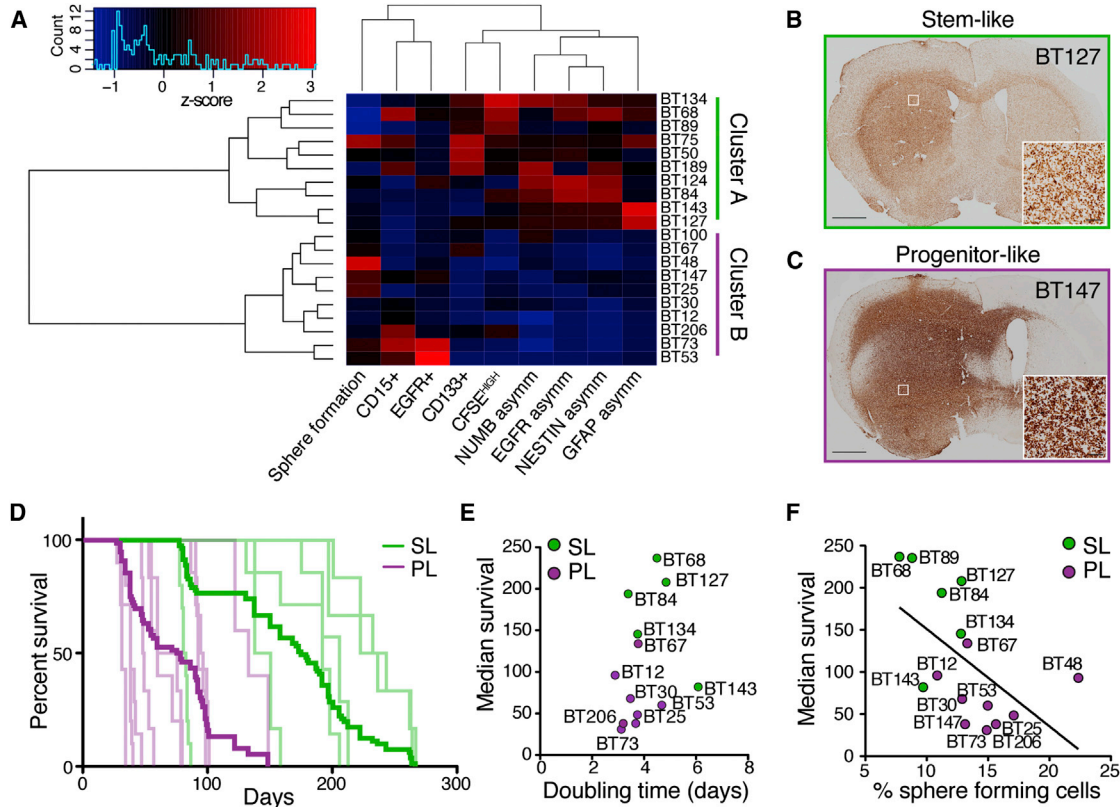 A
Count
12
8
4
0
−1
0
1
2
3
z-score
BT134
BT68
BT89
BT75
BT50
BT189
BT124
BT84
BT143
BT127
BT100
BT67
BT48
BT147
BT25
BT30
BT12
BT206
BT73
BT53
Cluster A
Cluster B
Sphere formation
CD15+
EGFR+
CD133+
CFSEHIGH
NUMB asymm
EGFR asymm
NESTIN asymm
GFAP asymm
B
Stem-like
BT127
C
Progenitor-like
BT147
D
Percent survival
100
50
0
SL
PL
0
100
200
300
Days
E
SL
PL
Median survival
250
200
150
100
50
0
BT68
BT127
BT84
BT134
BT67
BT12
BT143
BT30
BT53
BT206
BT25
BT73
0
2
4
6
8
Doubling time (days)
F
SL
PL
Median survival
250
200
150
100
50
0
BT68
BT89
BT127
BT84
BT134
BT67
BT12
BT48
BT143
BT53
BT30
BT147
BT25
BT73
BT206
5
10
15
20
25
% sphere forming cells